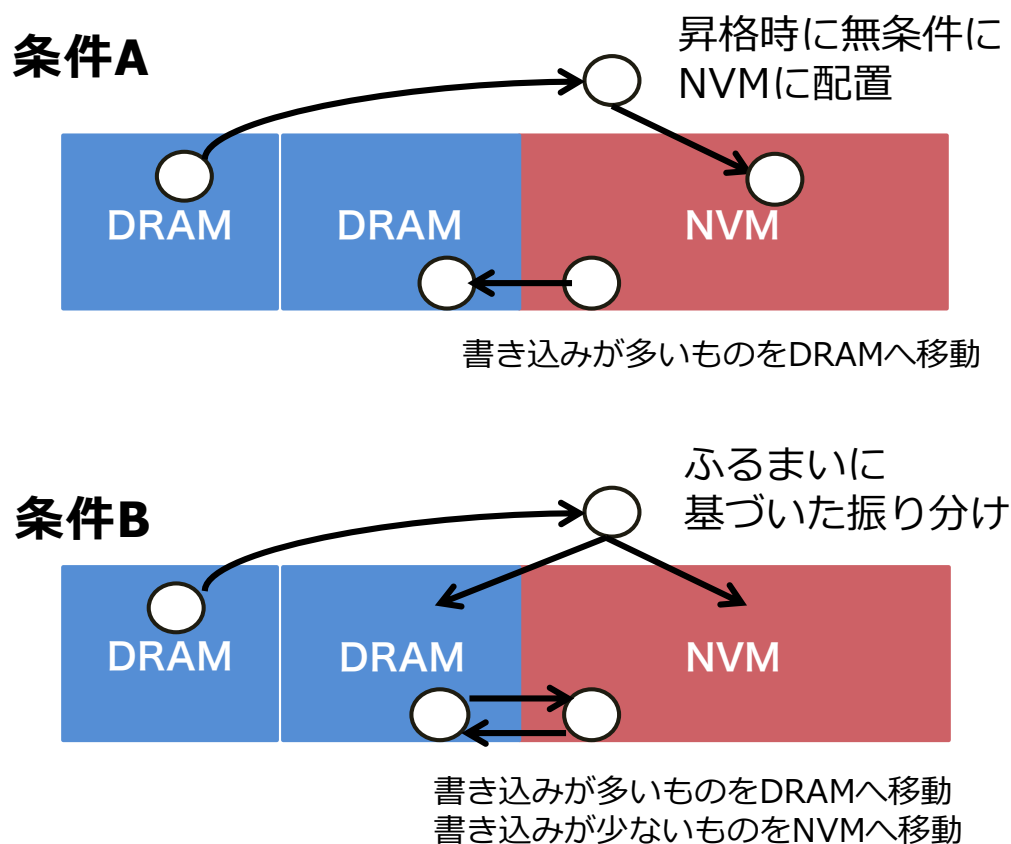 条件A
昇格時に無条件に
NVMに配置
DRAM
DRAM
NVM
書き込みが多いものをDRAMへ移動
条件B
ふるまいに
基づいた振り分け
DRAM
DRAM
NVM
書き込みが多いものをDRAMへ移動
書き込みが少ないものをNVMへ移動